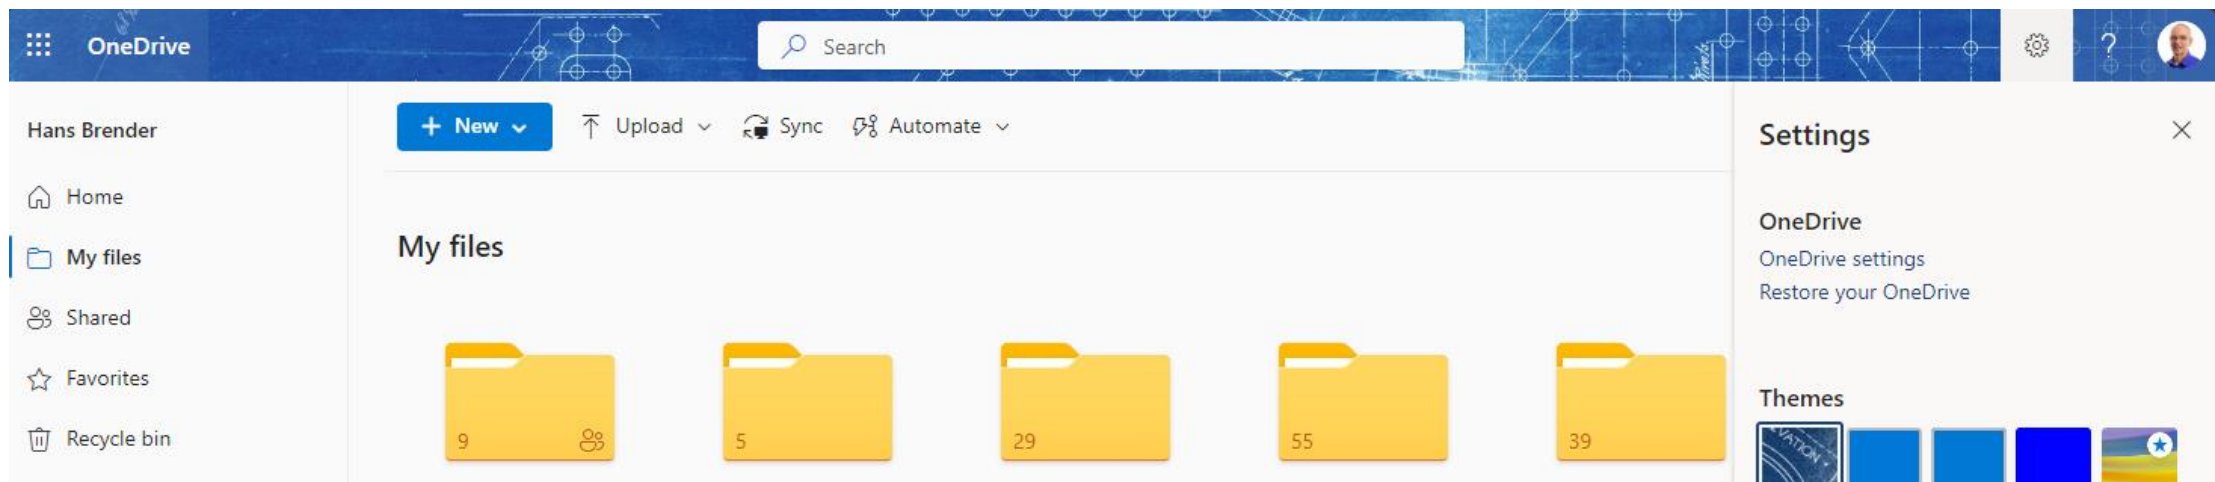 OneDrive
Search
?
Hans Brender
Home
My files
Shared
Favorites
Recycle bin
+ New
Upload
Sync
Automate
My files
9
5
29
55
39
Settings
OneDrive
OneDrive settings
Restore your OneDrive
Themes